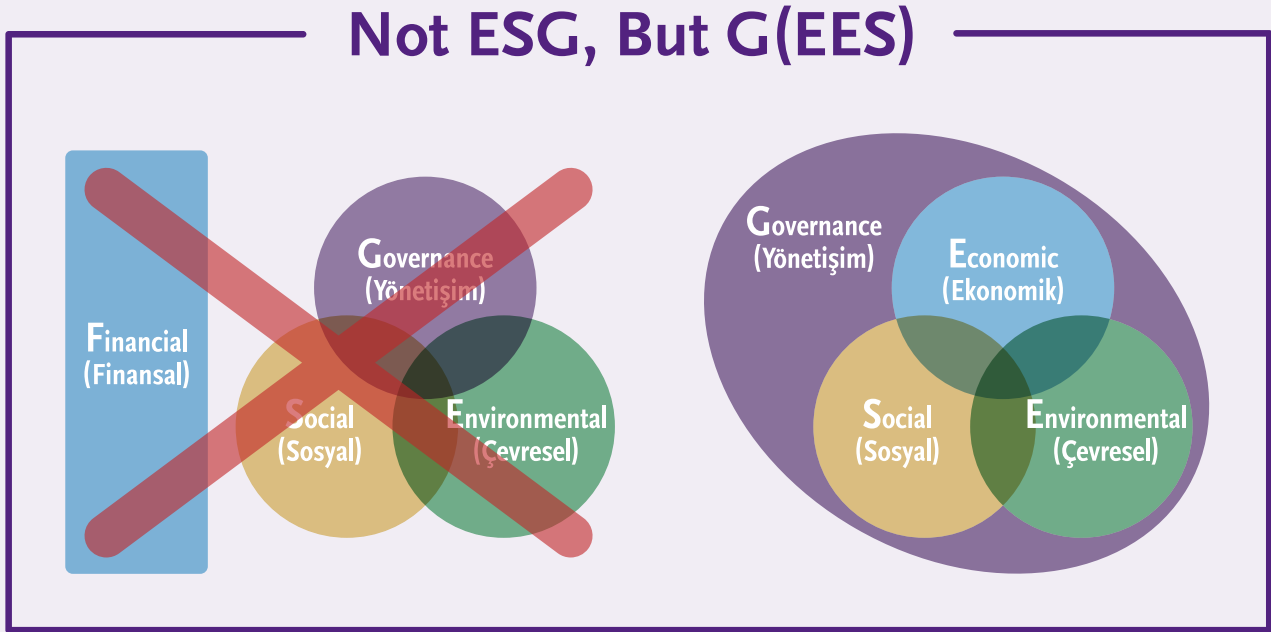 Not ESG, But G(EES)
Financial
(Finansal)
Governance
(Yönetişim)
Social
(Sosyal)
Environmental
(Çevresel)
Governance
(Yönetişim)
Economic
(Ekonomik)
Social
(Sosyal)
Environmental
(Çevresel)